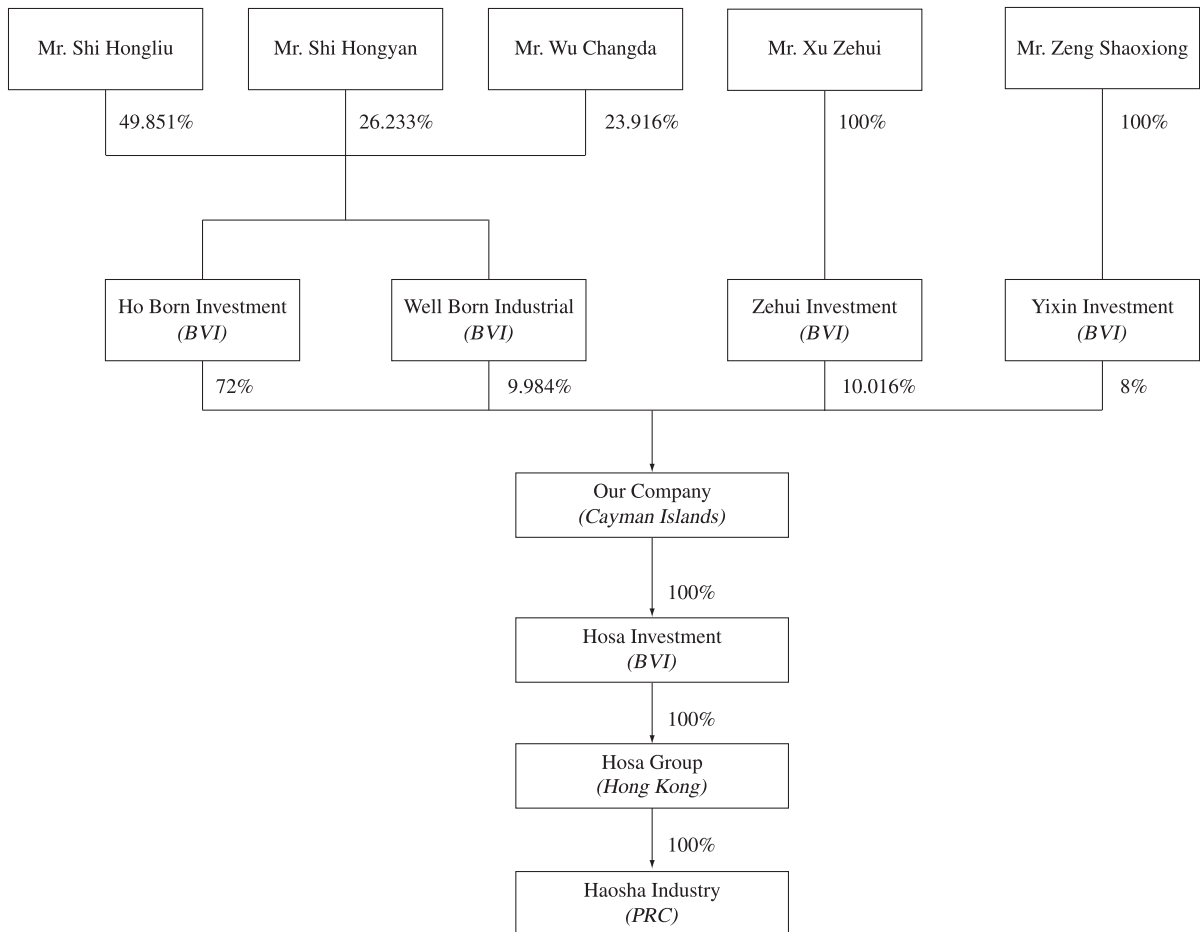 Mr. Shi Hongliu
Mr. Shi Hongyan
Mr. Wu Changda
Mr. Xu Zehui
Mr. Zeng Shaoxiong
49.851%
26.233%
23.916%
100%
100%
Ho Born Investment
(BVI)
Well Born Industrial
(BVI)
Zehui Investment
(BVI)
Yixin Investment
(BVI)
72%
9.984%
10.016%
8%
Our Company
(Cayman Islands)
100%
Hosa Investment
(BVI)
100%
Hosa Group
(Hong Kong)
100%
Haosha Industry
(PRC)